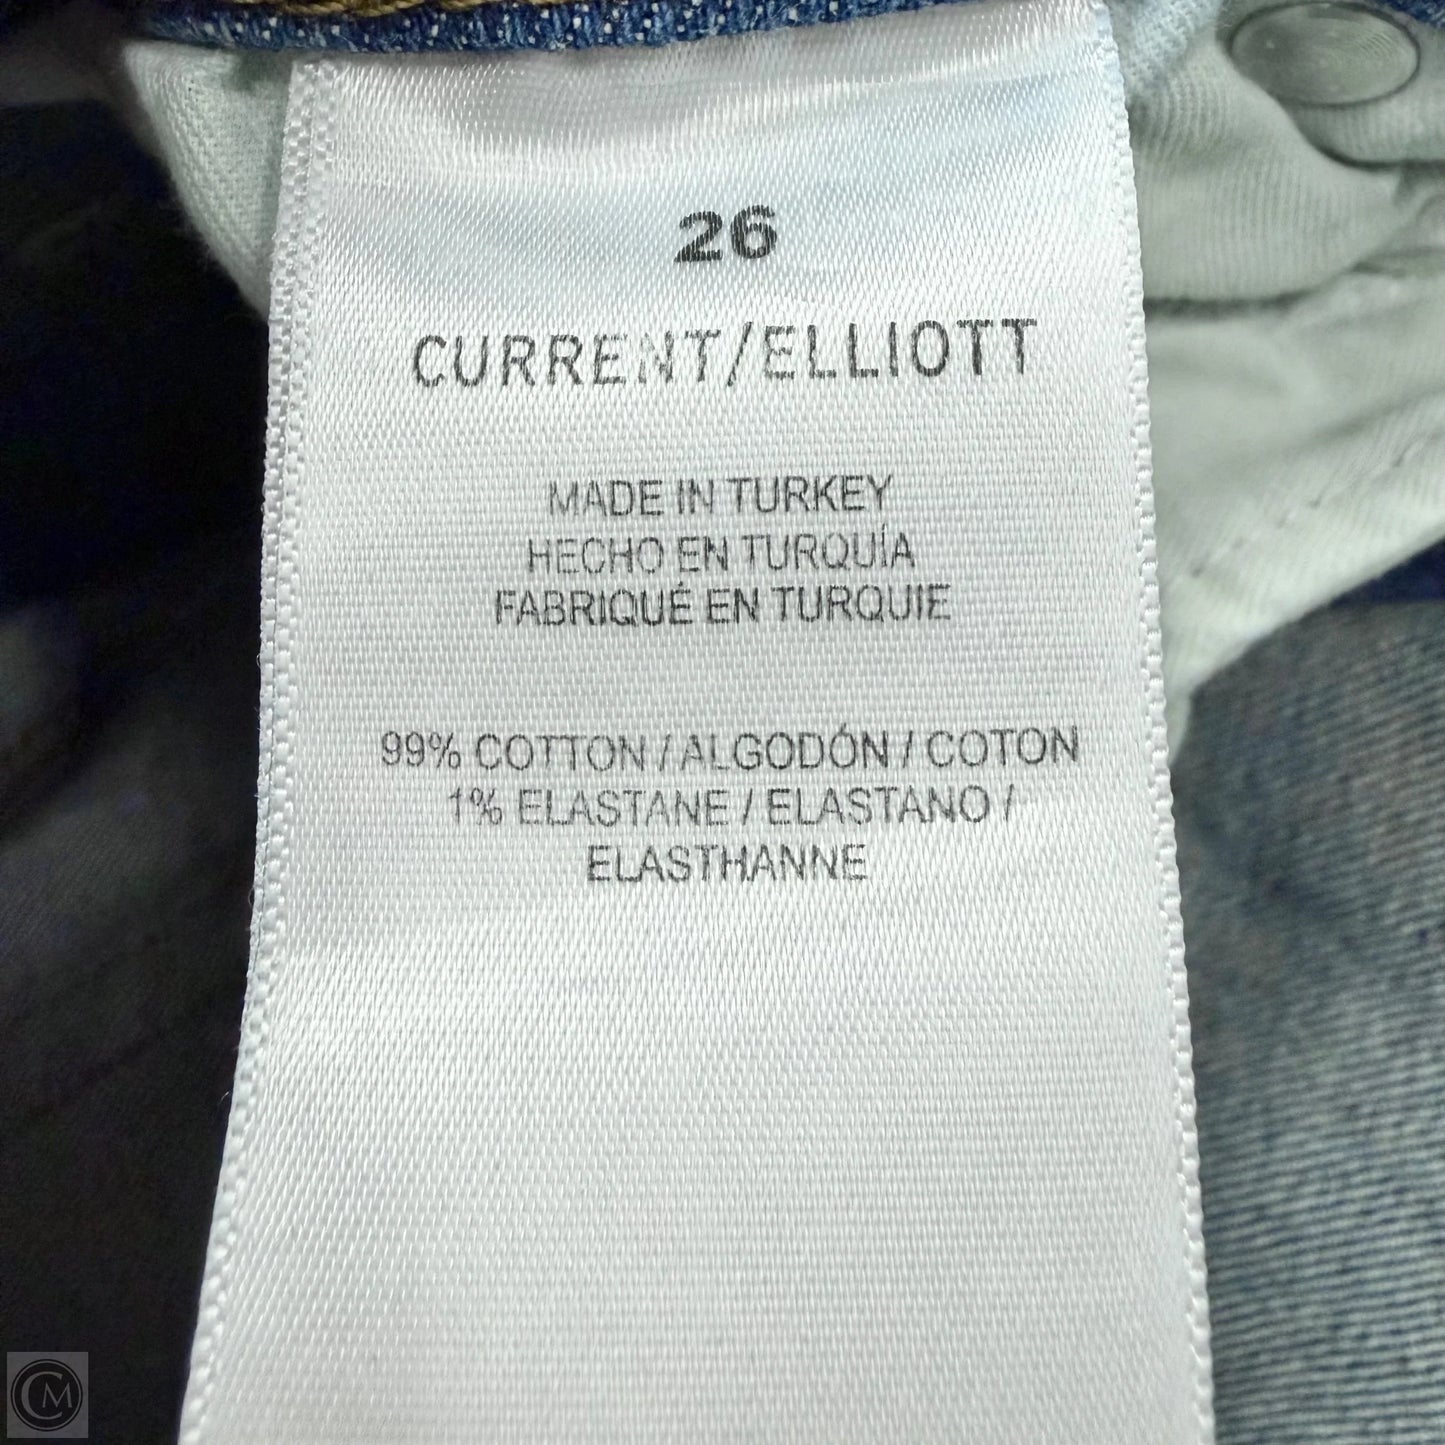 26
CURRENT/ELLIOTT
MADE IN TURKEY
HECHO EN TURQUÍA
FABRIQUÉ EN TURQUIE
99% COTTON / ALGODÓN / COTON
1% ELASTANE / ELASTANO /
ELASTHANNE
CM